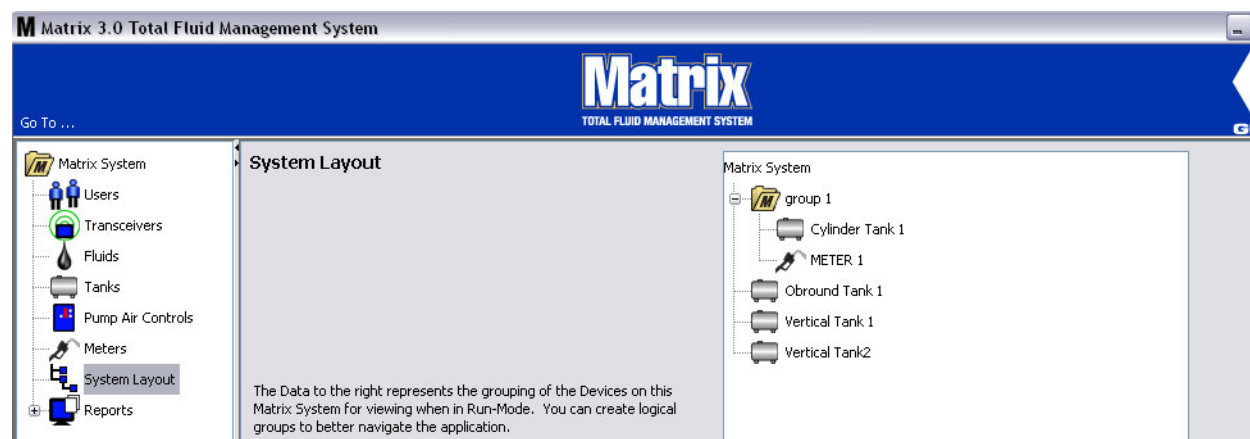 Matrix 3.0 Total Fluid Management System
Matrix
TOTAL FLUID MANAGEMENT SYSTEM
Go To ...
G
Matrix System
Users
Transceivers
Fluids
Tanks
Pump Air Controls
Meters
System Layout
Reports
System Layout
The Data to the right represents the grouping of the Devices on this
Matrix System for viewing when in Run-Mode. You can create logical
groups to better navigate the application.
Matrix System
group 1
Cylinder Tank 1
METER 1
Obround Tank 1
Vertical Tank 1
Vertical Tank2